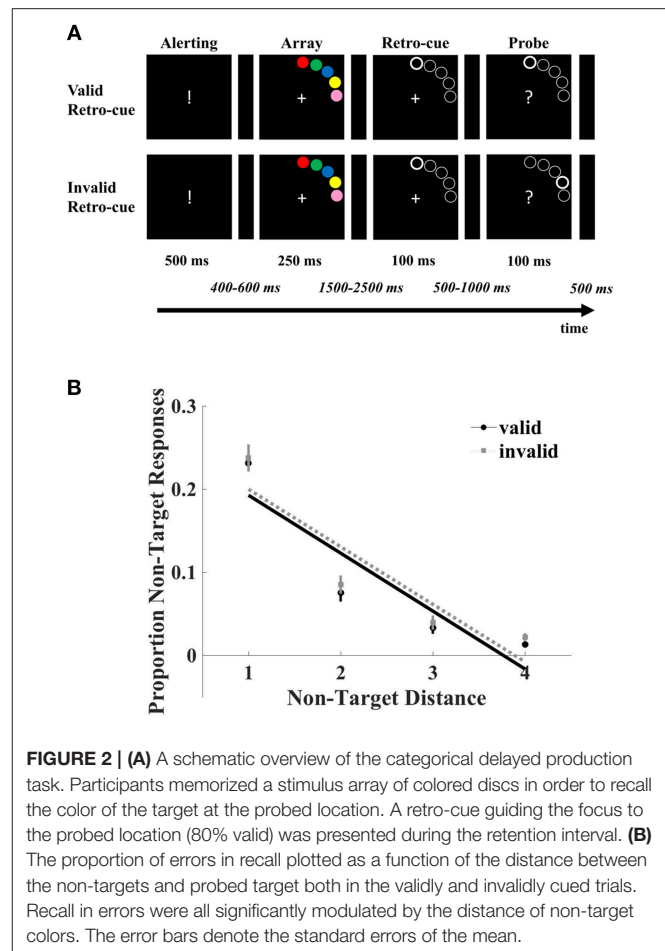 A
Alerting Array Retro-cue Probe
Valid
Retro-cue
! + + ?
Invalid
Retro-cue
! + + ?
500 ms 250 ms 100 ms 100 ms
400-600 ms 1500-2500 ms 500-1000 ms 500 ms
time
B
Proportion Non-Target Responses
0.3
0.2
0.1
0
valid
invalid
1 2 3 4
Non-Target Distance
FIGURE 2 | (A) A schematic overview of the categorical delayed production
task. Participants memorized a stimulus array of colored discs in order to recall
the color of the target at the probed location. A retro-cue guiding the focus to
the probed location (80% valid) was presented during the retention interval. (B)
The proportion of errors in recall plotted as a function of the distance between
the non-targets and probed target both in the validly and invalidly cued trials.
Recall in errors were all significantly modulated by the distance of non-target
colors. The error bars denote the standard errors of the mean.